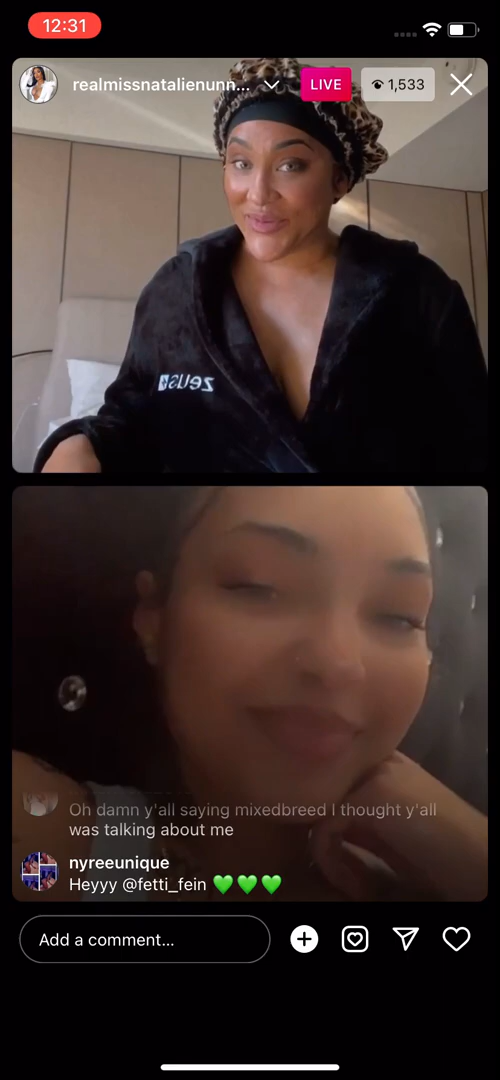 12:31
realmissnatalienunn...
LIVE
1,533
zeus
Oh damn y'all saying mixedbreed I thought y'all
was talking about me
nyreeunique
Heyyy @fetti_fein 💚💚💚
Add a comment...